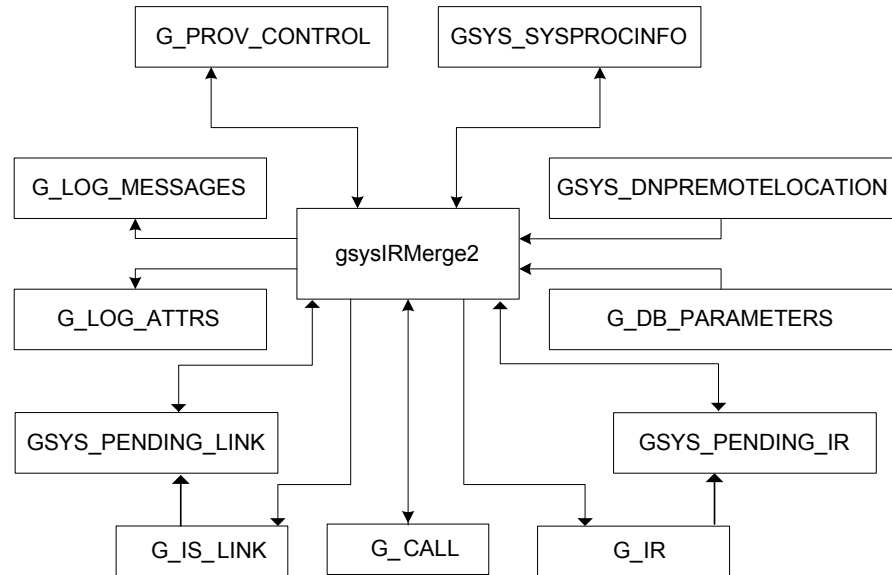 G_PROV_CONTROL
GSYS_SYSPROCINFO
G_LOG_MESSAGES
GSYS_DNPREMOTELOCATION
gsysIRMerge2
G_LOG_ATTRS
G_DB_PARAMETERS
GSYS_PENDING_LINK
GSYS_PENDING_IR
G_IS_LINK
G_CALL
G_IR